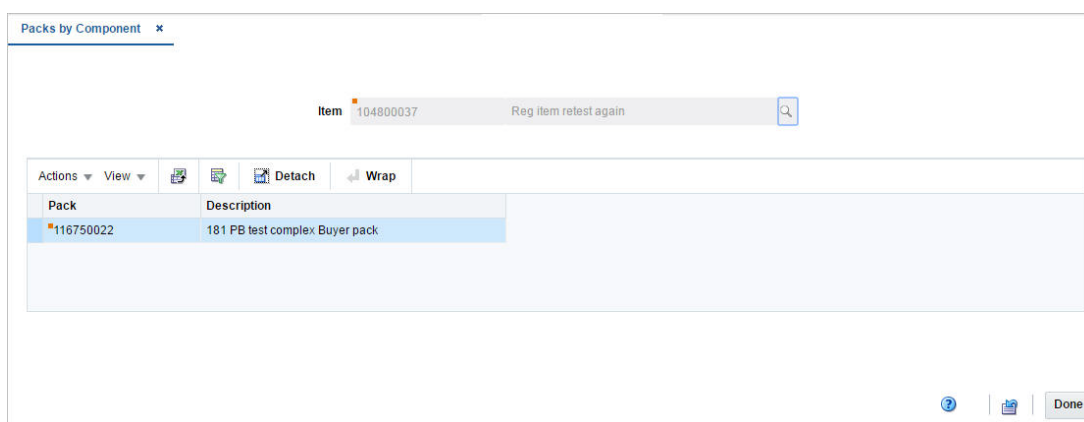 Packs by Component ×
Item 104800037 Reg item retest again
Actions View Detach Wrap
Pack Description
116750022 181 PB test complex Buyer pack
? Done